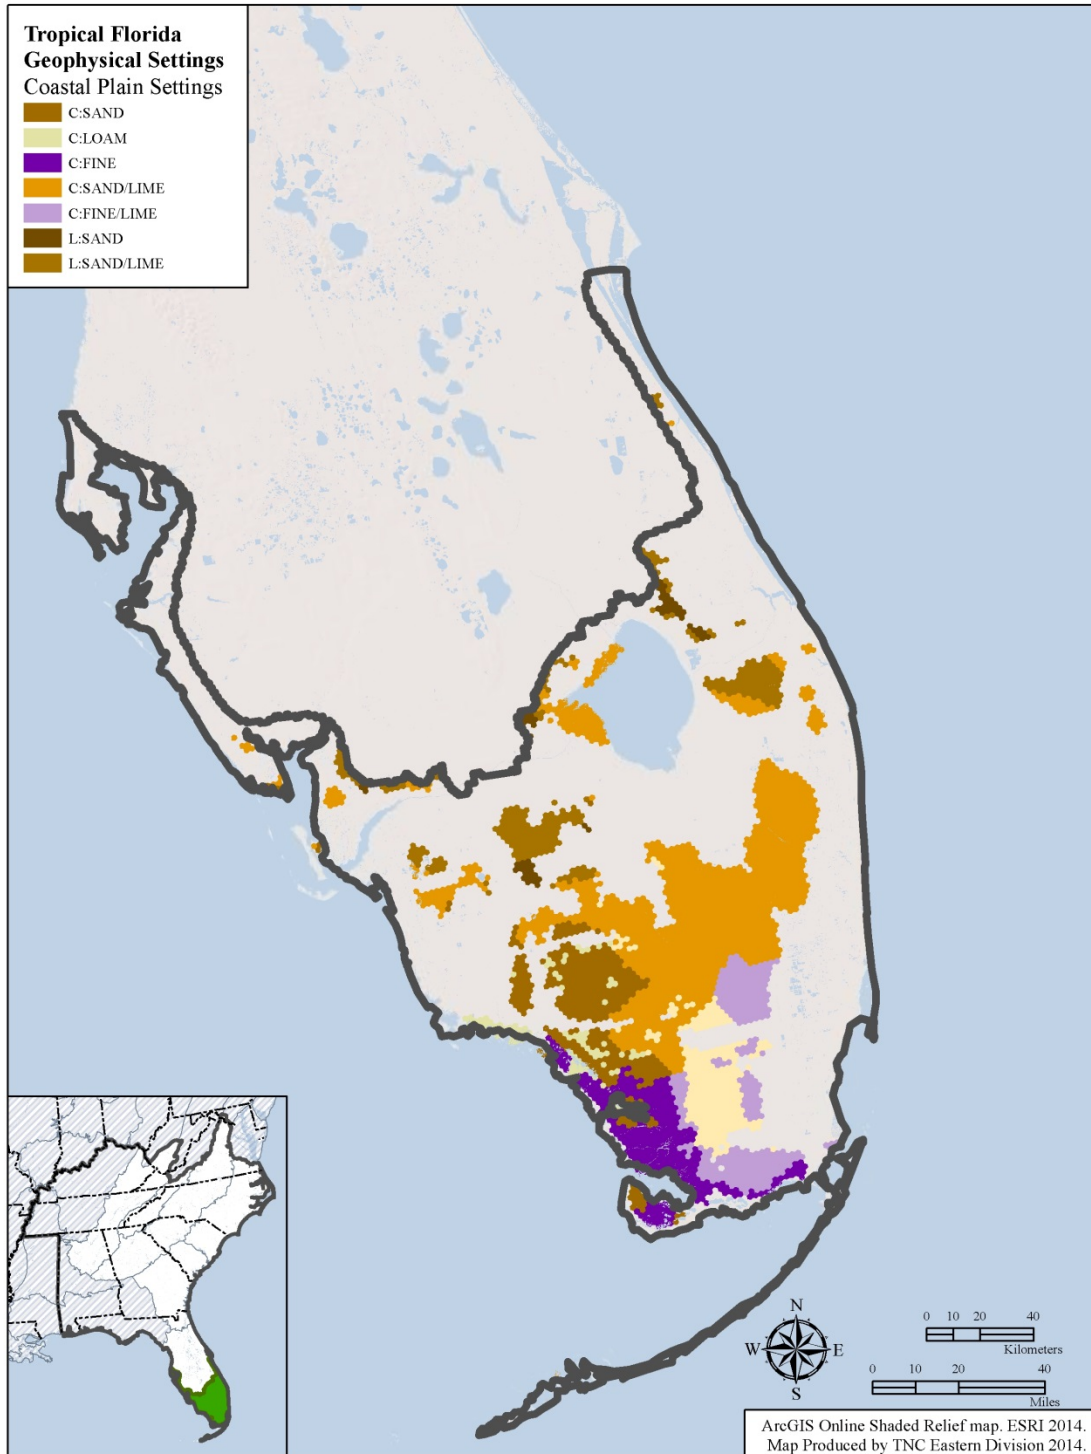 Tropical Florida
Geophysical Settings
Coastal Plain Settings
C:SAND
C:LOAM
C:FINE
C:SAND/LIME
C:FINE/LIME
L:SAND
L:SAND/LIME
N
W E
S
0 10 20 40
Kilometers
0 10 20 40
Miles
ArcGIS Online Shaded Relief map. ESRI 2014.
Map Produced by TNC Eastern Division 2014.